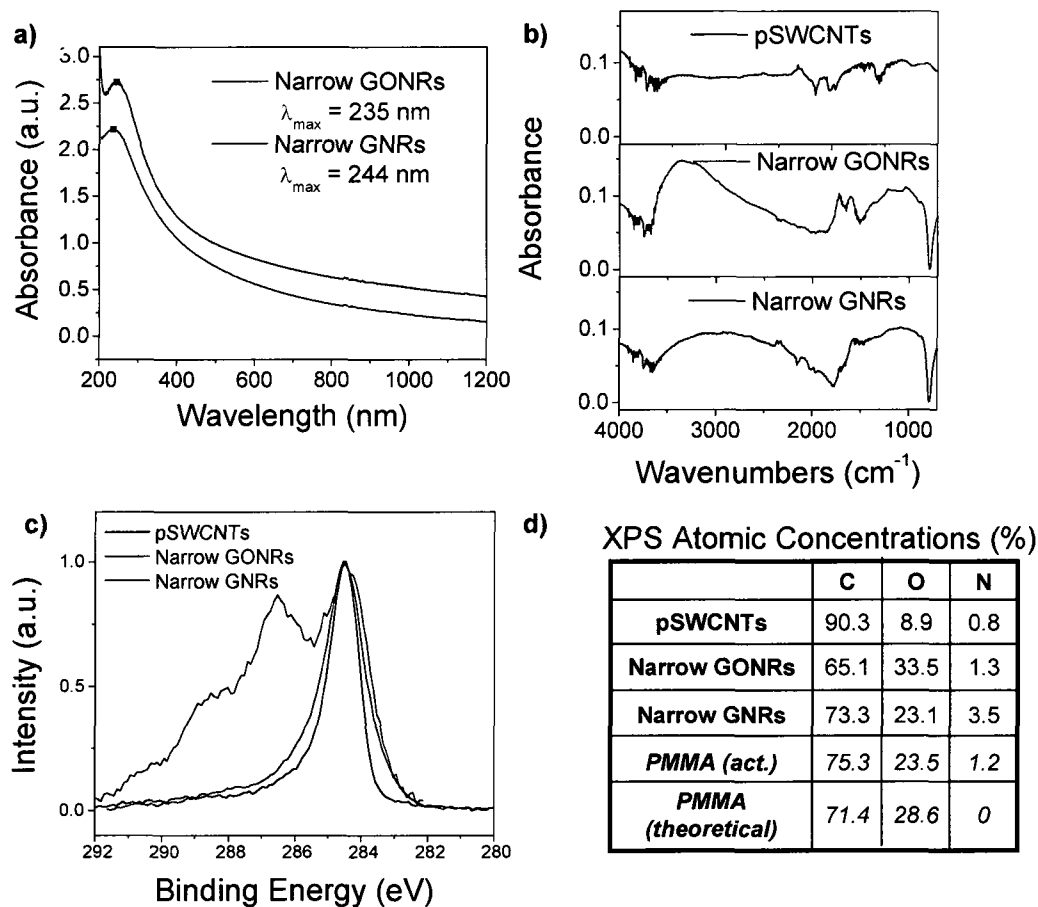 a)
3.0
2.5
2.0
1.5
1.0
0.5
0.0
Absorbance (a.u.)
Narrow GONRs
λmax = 235 nm
Narrow GNRs
λmax = 244 nm
200 400 600 800 1000 1200
Wavelength (nm)
b)
pSWCNTs
0.1
0.0
Narrow GONRs
0.1
0.0
Narrow GNRs
0.1
0.0
Absorbance
4000 3000 2000 1000
Wavenumbers (cm⁻¹)
c)
pSWCNTs
Narrow GONRs
Narrow GNRs
1.0
0.5
0.0
Intensity (a.u.)
292 290 288 286 284 282 280
Binding Energy (eV)
d)
XPS Atomic Concentrations (%)
C O N
pSWCNTs 90.3 8.9 0.8
Narrow GONRs 65.1 33.5 1.3
Narrow GNRs 73.3 23.1 3.5
PMMA (act.) 75.3 23.5 1.2
PMMA
(theoretical) 71.4 28.6 0